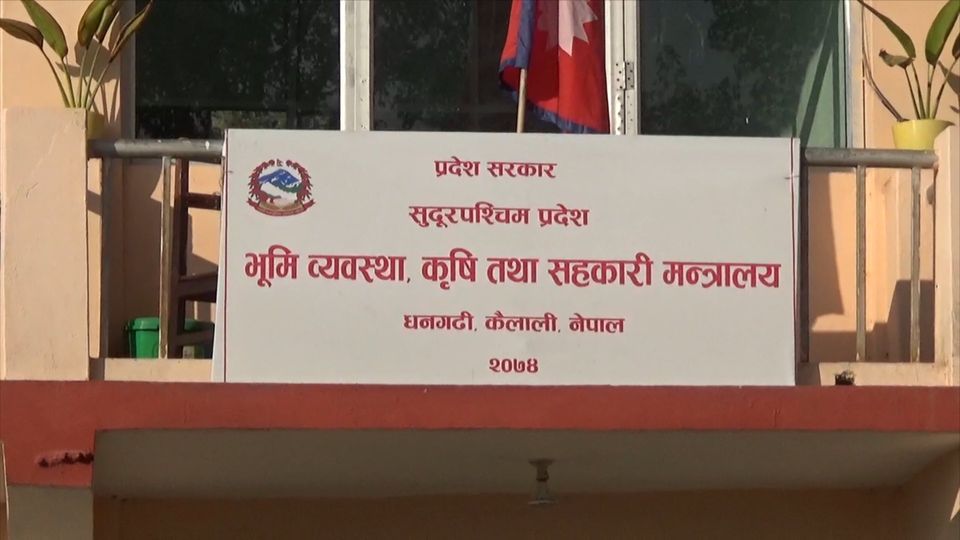 प्रदेश सरकार
सुदूरपश्चिम प्रदेश
भूमि व्यवस्था, कृषि तथा सहकारी मन्त्रालय
धनगढी, कैलाली, नेपाल
२०७४